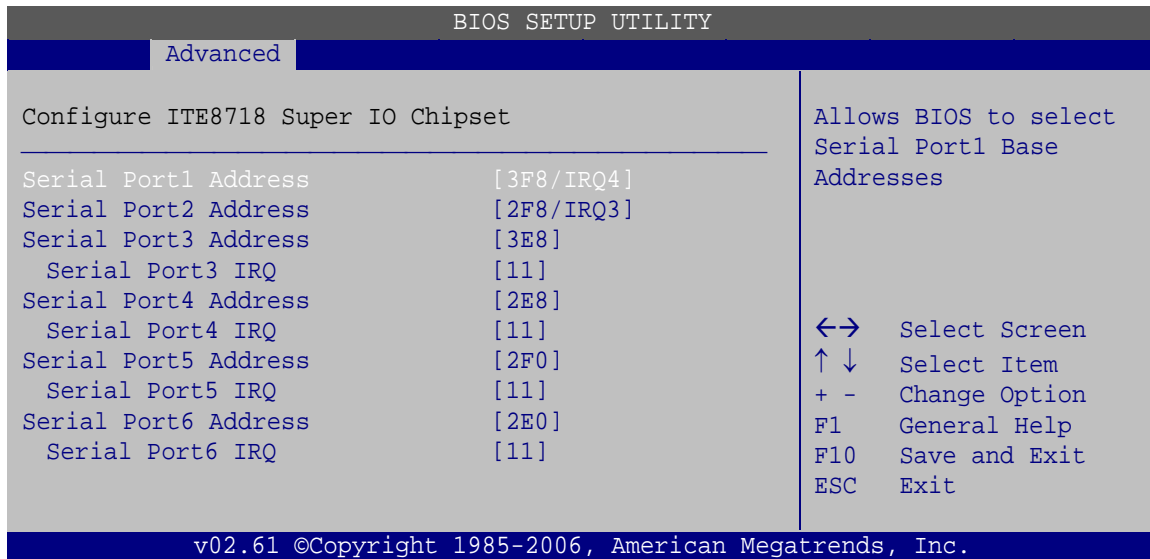 BIOS SETUP UTILITY
Advanced
Configure ITE8718 Super IO Chipset
Serial Port1 Address [3F8/IRQ4]
Serial Port2 Address [2F8/IRQ3]
Serial Port3 Address [3E8]
Serial Port3 IRQ [11]
Serial Port4 Address [2E8]
Serial Port4 IRQ [11]
Serial Port5 Address [2F0]
Serial Port5 IRQ [11]
Serial Port6 Address [2E0]
Serial Port6 IRQ [11]
Allows BIOS to select
Serial Port1 Base
Addresses
←→ Select Screen
↑ ↓ Select Item
+ - Change Option
F1 General Help
F10 Save and Exit
ESC Exit
v02.61 ©Copyright 1985-2006, American Megatrends, Inc.